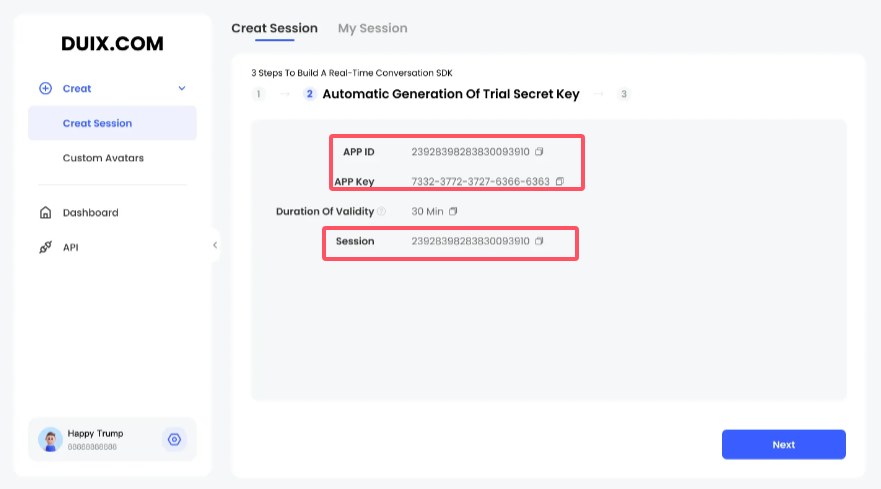 DUIX.COM
Creat
Creat Session
Custom Avatars
Dashboard
API
Happy Trump
Creat Session My Session
3 Steps To Build A Real-Time Conversation SDK
1 → 2 Automatic Generation Of Trial Secret Key → 3
APP ID 23928398283830093910
APP Key 7332-3772-3727-6366-6363
Duration Of Validity ? 30 Min
Session 23928398283830093910
Next